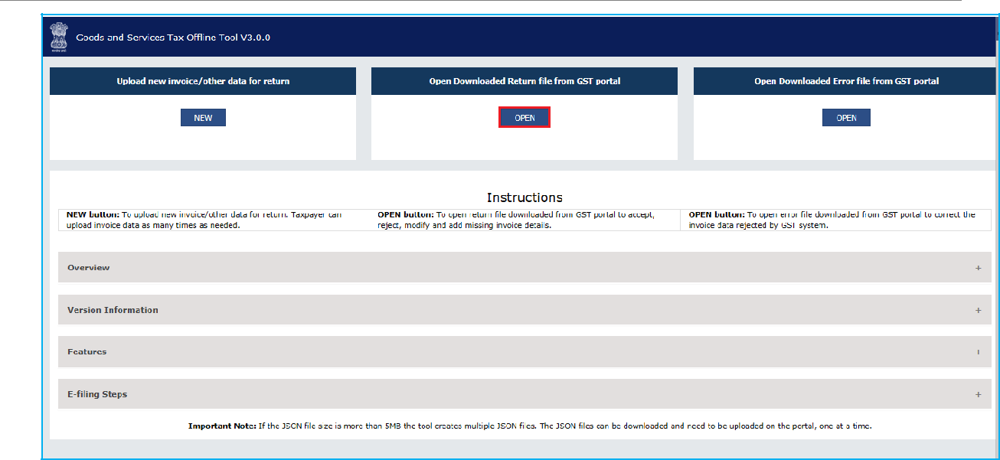 Goods and Services Tax Offline Tool V3.0.0
Upload new invoice/other data for return
Open Downloaded Return file from GST portal
Open Downloaded Error file from GST portal
NEW
OPEN
OPEN
Instructions
NEW button: To upload new invoice/other data for return. Taxpayer can
upload invoice data as many times as needed.
OPEN button: To open return file downloaded from GST portal to accept,
reject, modify and add missing invoice details.
OPEN button: To open error file downloaded from GST portal to correct the
invoice data rejected by GST system.
Overview +
Version Information +
Features +
E-filing Steps +
Important Note: If the JSON file size is more than 5MB the tool creates multiple JSON files. The JSON files can be downloaded and need to be uploaded on the portal, one at a time.